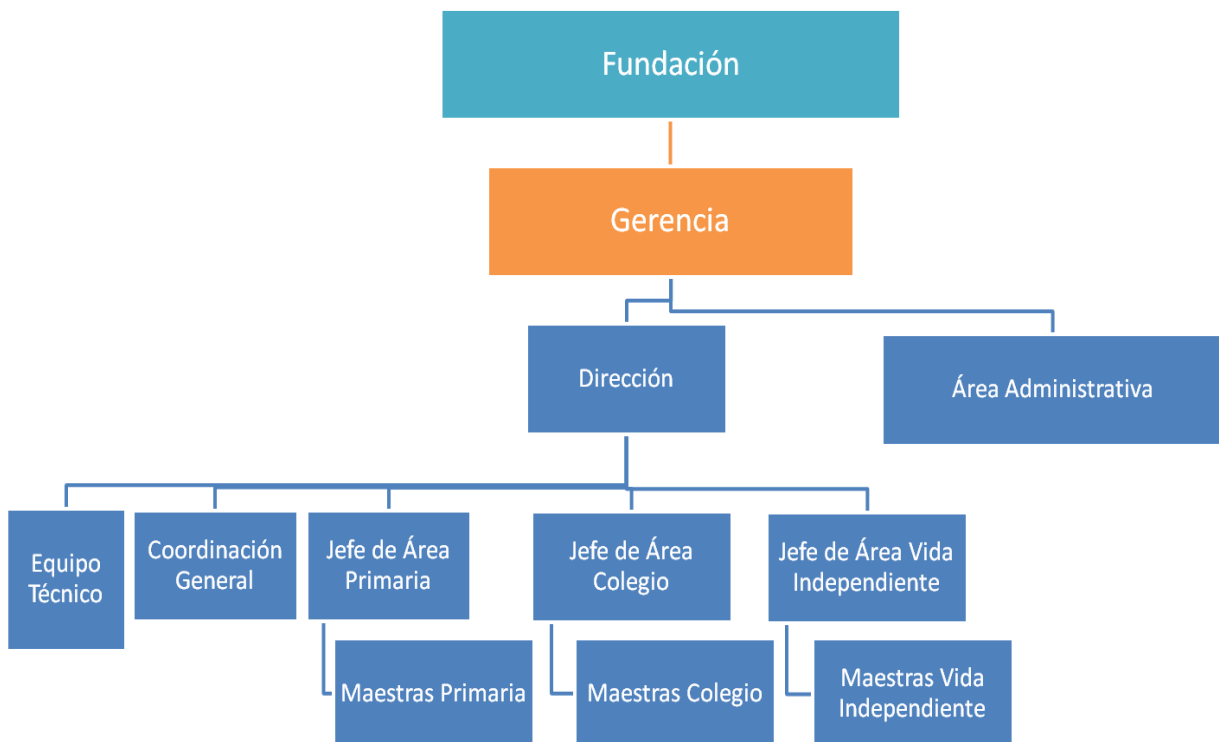 Fundación
Gerencia
Dirección
Área Administrativa
Equipo
Técnico
Coordinación
General
Jefe de Área
Primaria
Jefe de Área
Colegio
Jefe de Área Vida
Independiente
Maestras Primaria
Maestras Colegio
Maestras Vida
Independiente